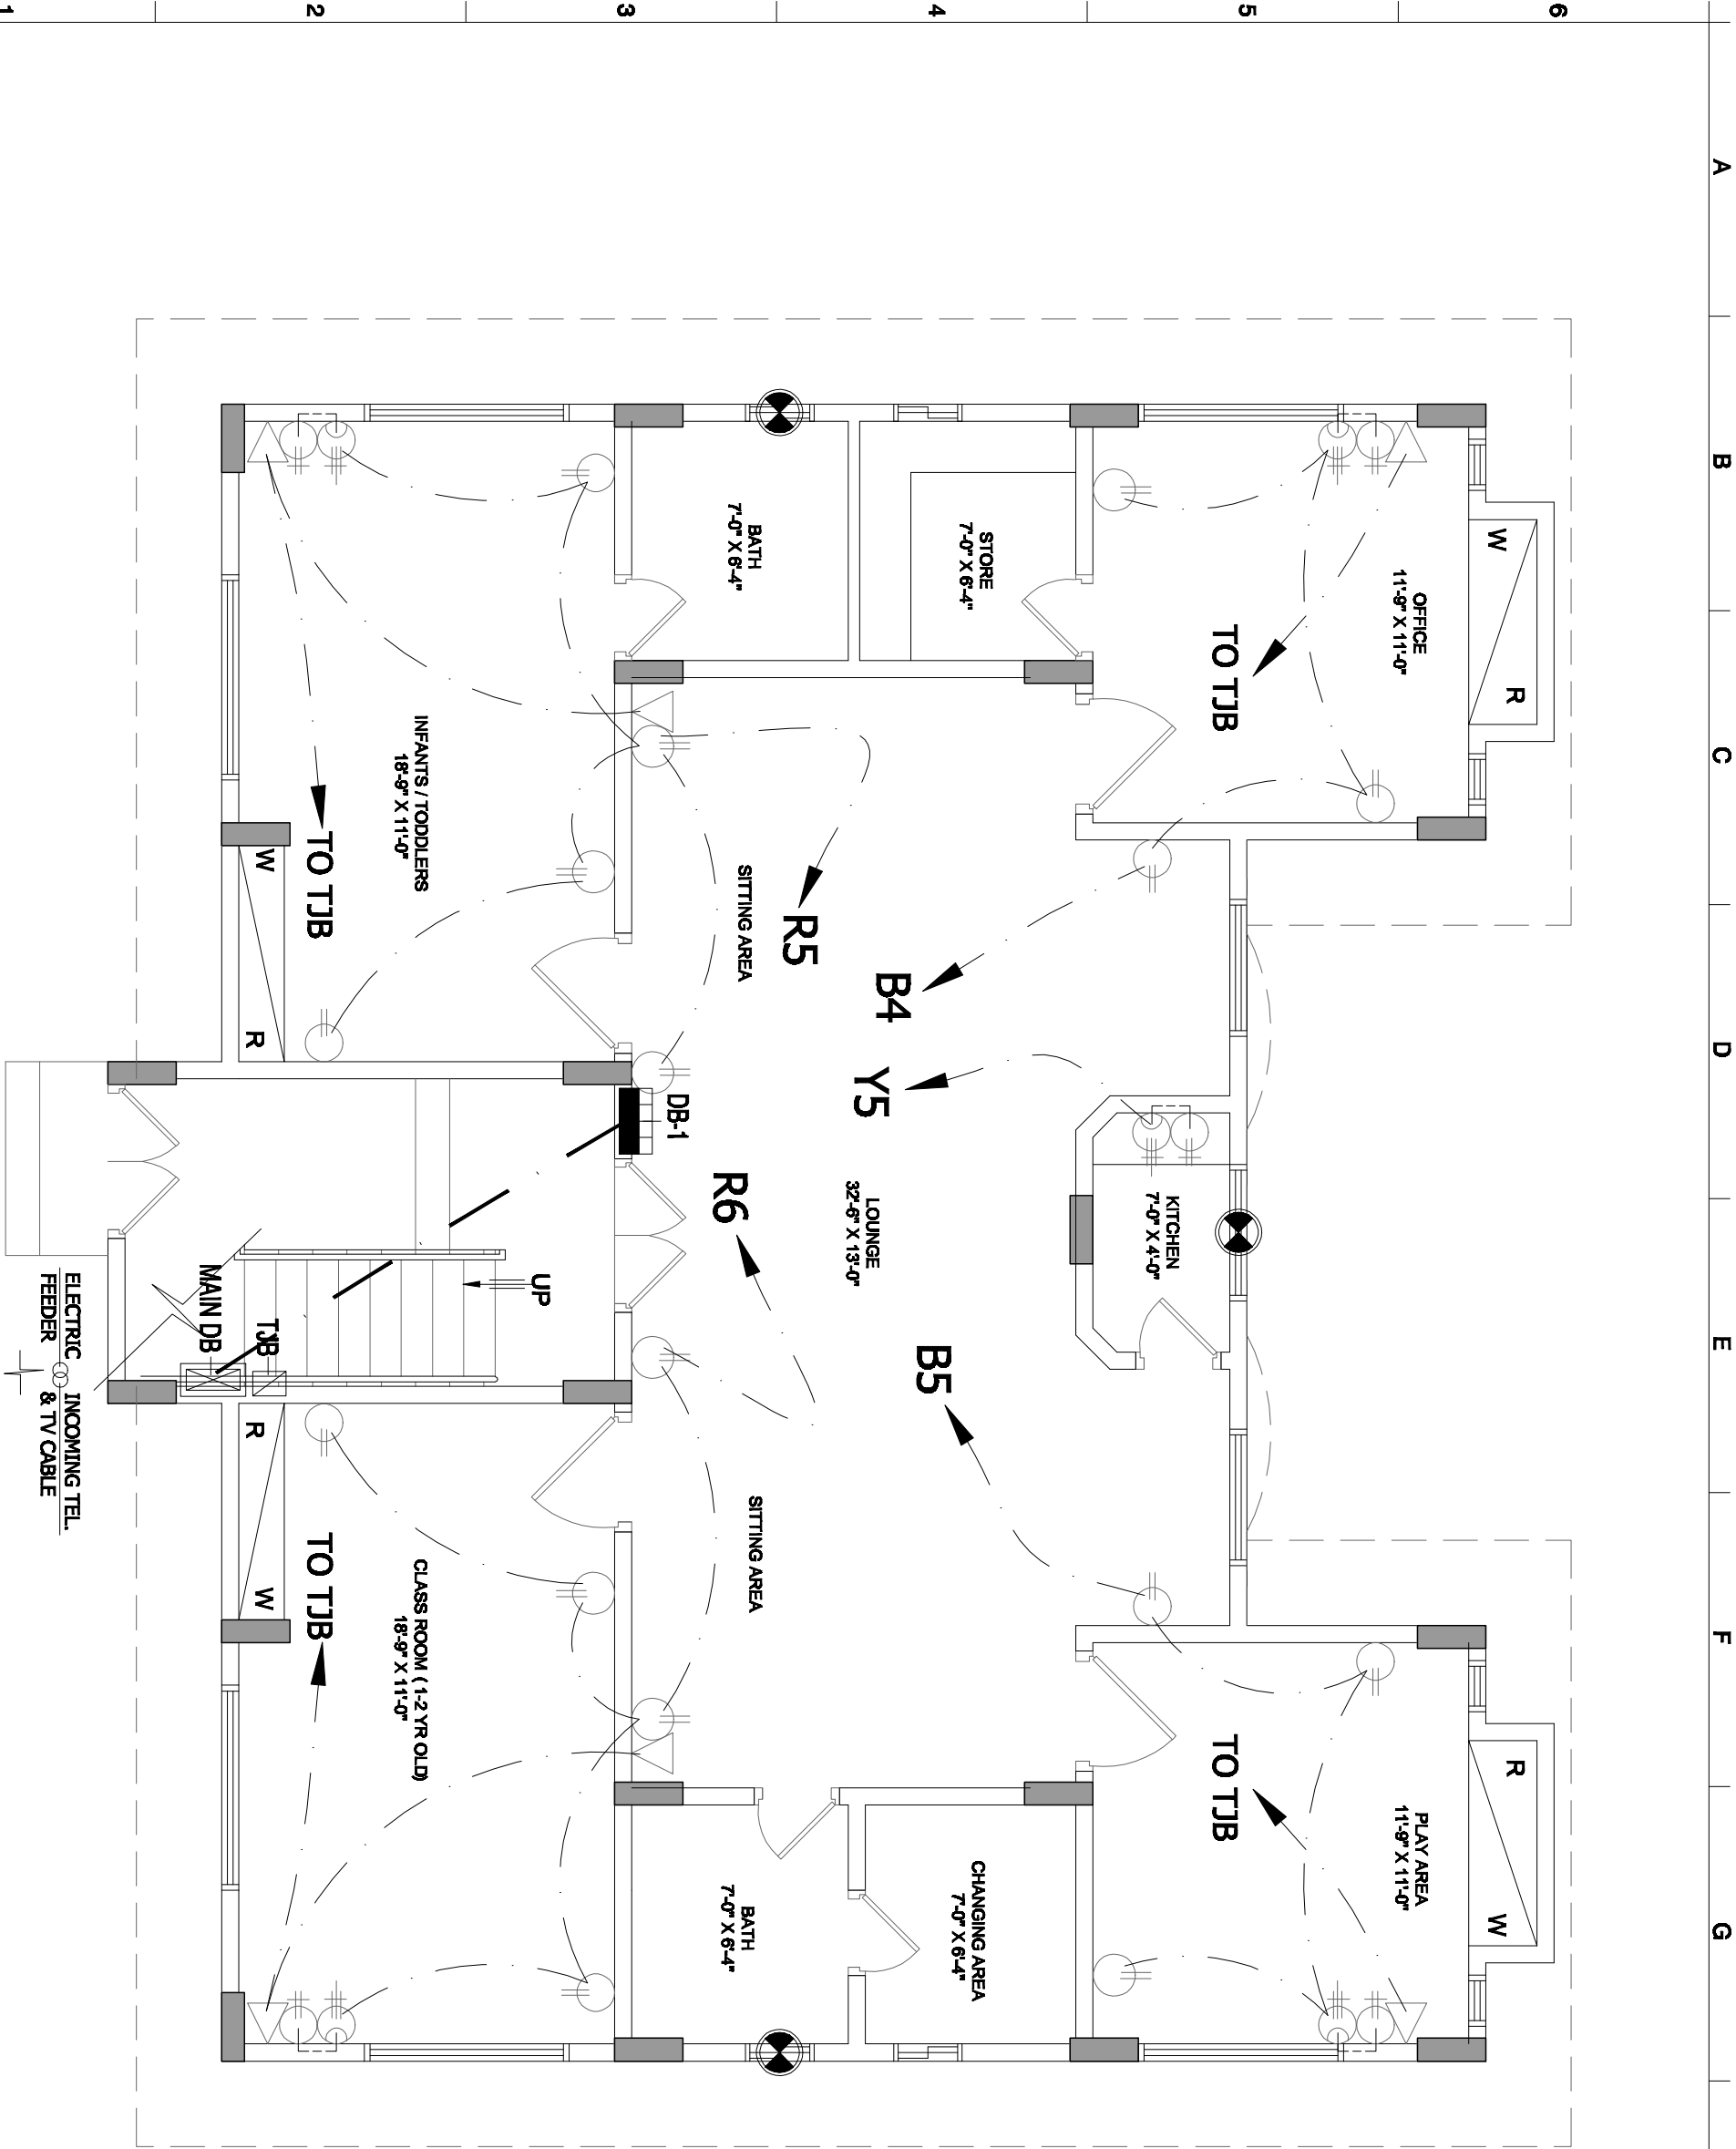 A
B
C
D
E
F
G
6
5
4
3
2
1
W
R
OFFICE
11'-9" X 11'-0"
TO TJB
R
W
PLAY AREA
11'-9" X 11'-0"
TO TJB
STORE
7'-0" X 6'-4"
BATH
7'-0" X 6'-4"
KITCHEN
7'-0" X 4'-0"
CHANGING AREA
7'-0" X 6'-4"
BATH
7'-0" X 6'-4"
B4
Y5
B5
R5
R6
LOUNGE
32'-6" X 13'-0"
SITTING AREA
SITTING AREA
DB-1
INFANTS / TODDLERS
18'-9" X 11'-0"
TO TJB
W
R
UP
TJB
MAIN DB
CLASS ROOM ( 1-2 YR OLD)
18'-9" X 11'-0"
TO TJB
R
W
ELECTRIC
FEEDER
INCOMING TEL.
& TV CABLE